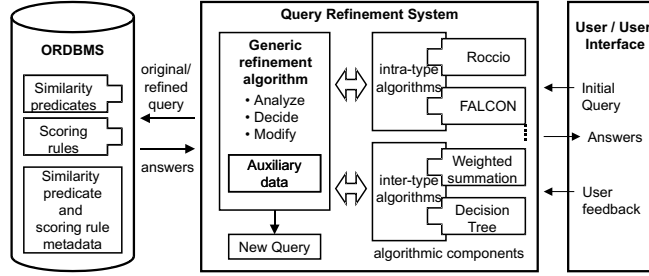 ORDBMS
Similarity
predicates
Scoring
rules
Similarity
predicate
and
scoring rule
metadata
original/
refined
query
answers
Query Refinement System
Generic
refinement
algorithm
• Analyze
• Decide
• Modify
Auxiliary
data
New Query
intra-type
algorithms
Roccio
FALCON
inter-type
algorithms
Weighted
summation
Decision
Tree
algorithmic components
User / User
Interface
Initial
Query
Answers
User
feedback